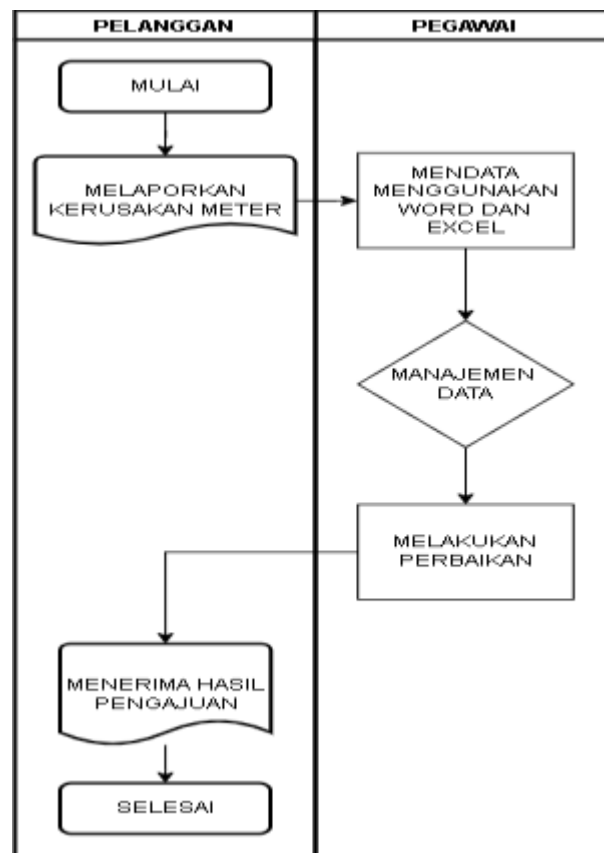 PELANGGAN
PEGAWAI
MULAI
MELAPORKAN
KERUSAKAN METER
MENDATA
MENGGUNAKAN
WORD DAN
EXCEL
MANAJEMEN
DATA
MELAKUKAN
PERBAIKAN
MENERIMA HASIL
PENGAJUAN
SELESAI